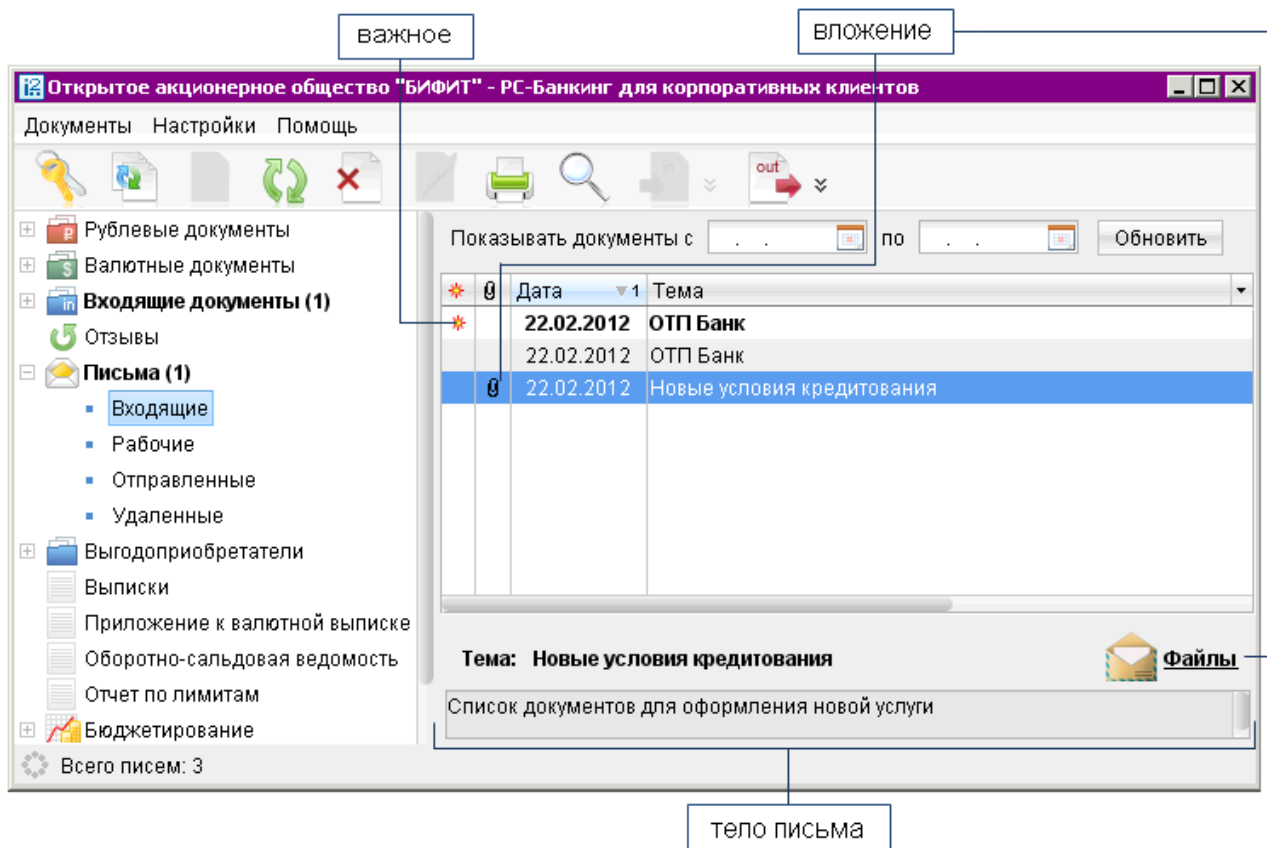 важное
вложение
Открытое акционерное общество "БИФИТ" - РС-Банкинг для корпоративных клиентов
Документы Настройки Помощь
in
out
Рублевые документы
Валютные документы
Входящие документы (1)
Отзывы
Письма (1)
Входящие
Рабочие
Отправленные
Удаленные
Выгодоприобретатели
Выписки
Приложение к валютной выписке
Оборотно-сальдовая ведомость
Отчет по лимитам
Бюджетирование
Показывать документы с . . по . . Обновить
Дата 1 Тема
22.02.2012 ОТП Банк
22.02.2012 ОТП Банк
22.02.2012 Новые условия кредитования
Тема: Новые условия кредитования
Файлы
Список документов для оформления новой услуги
Всего писем: 3
тело письма